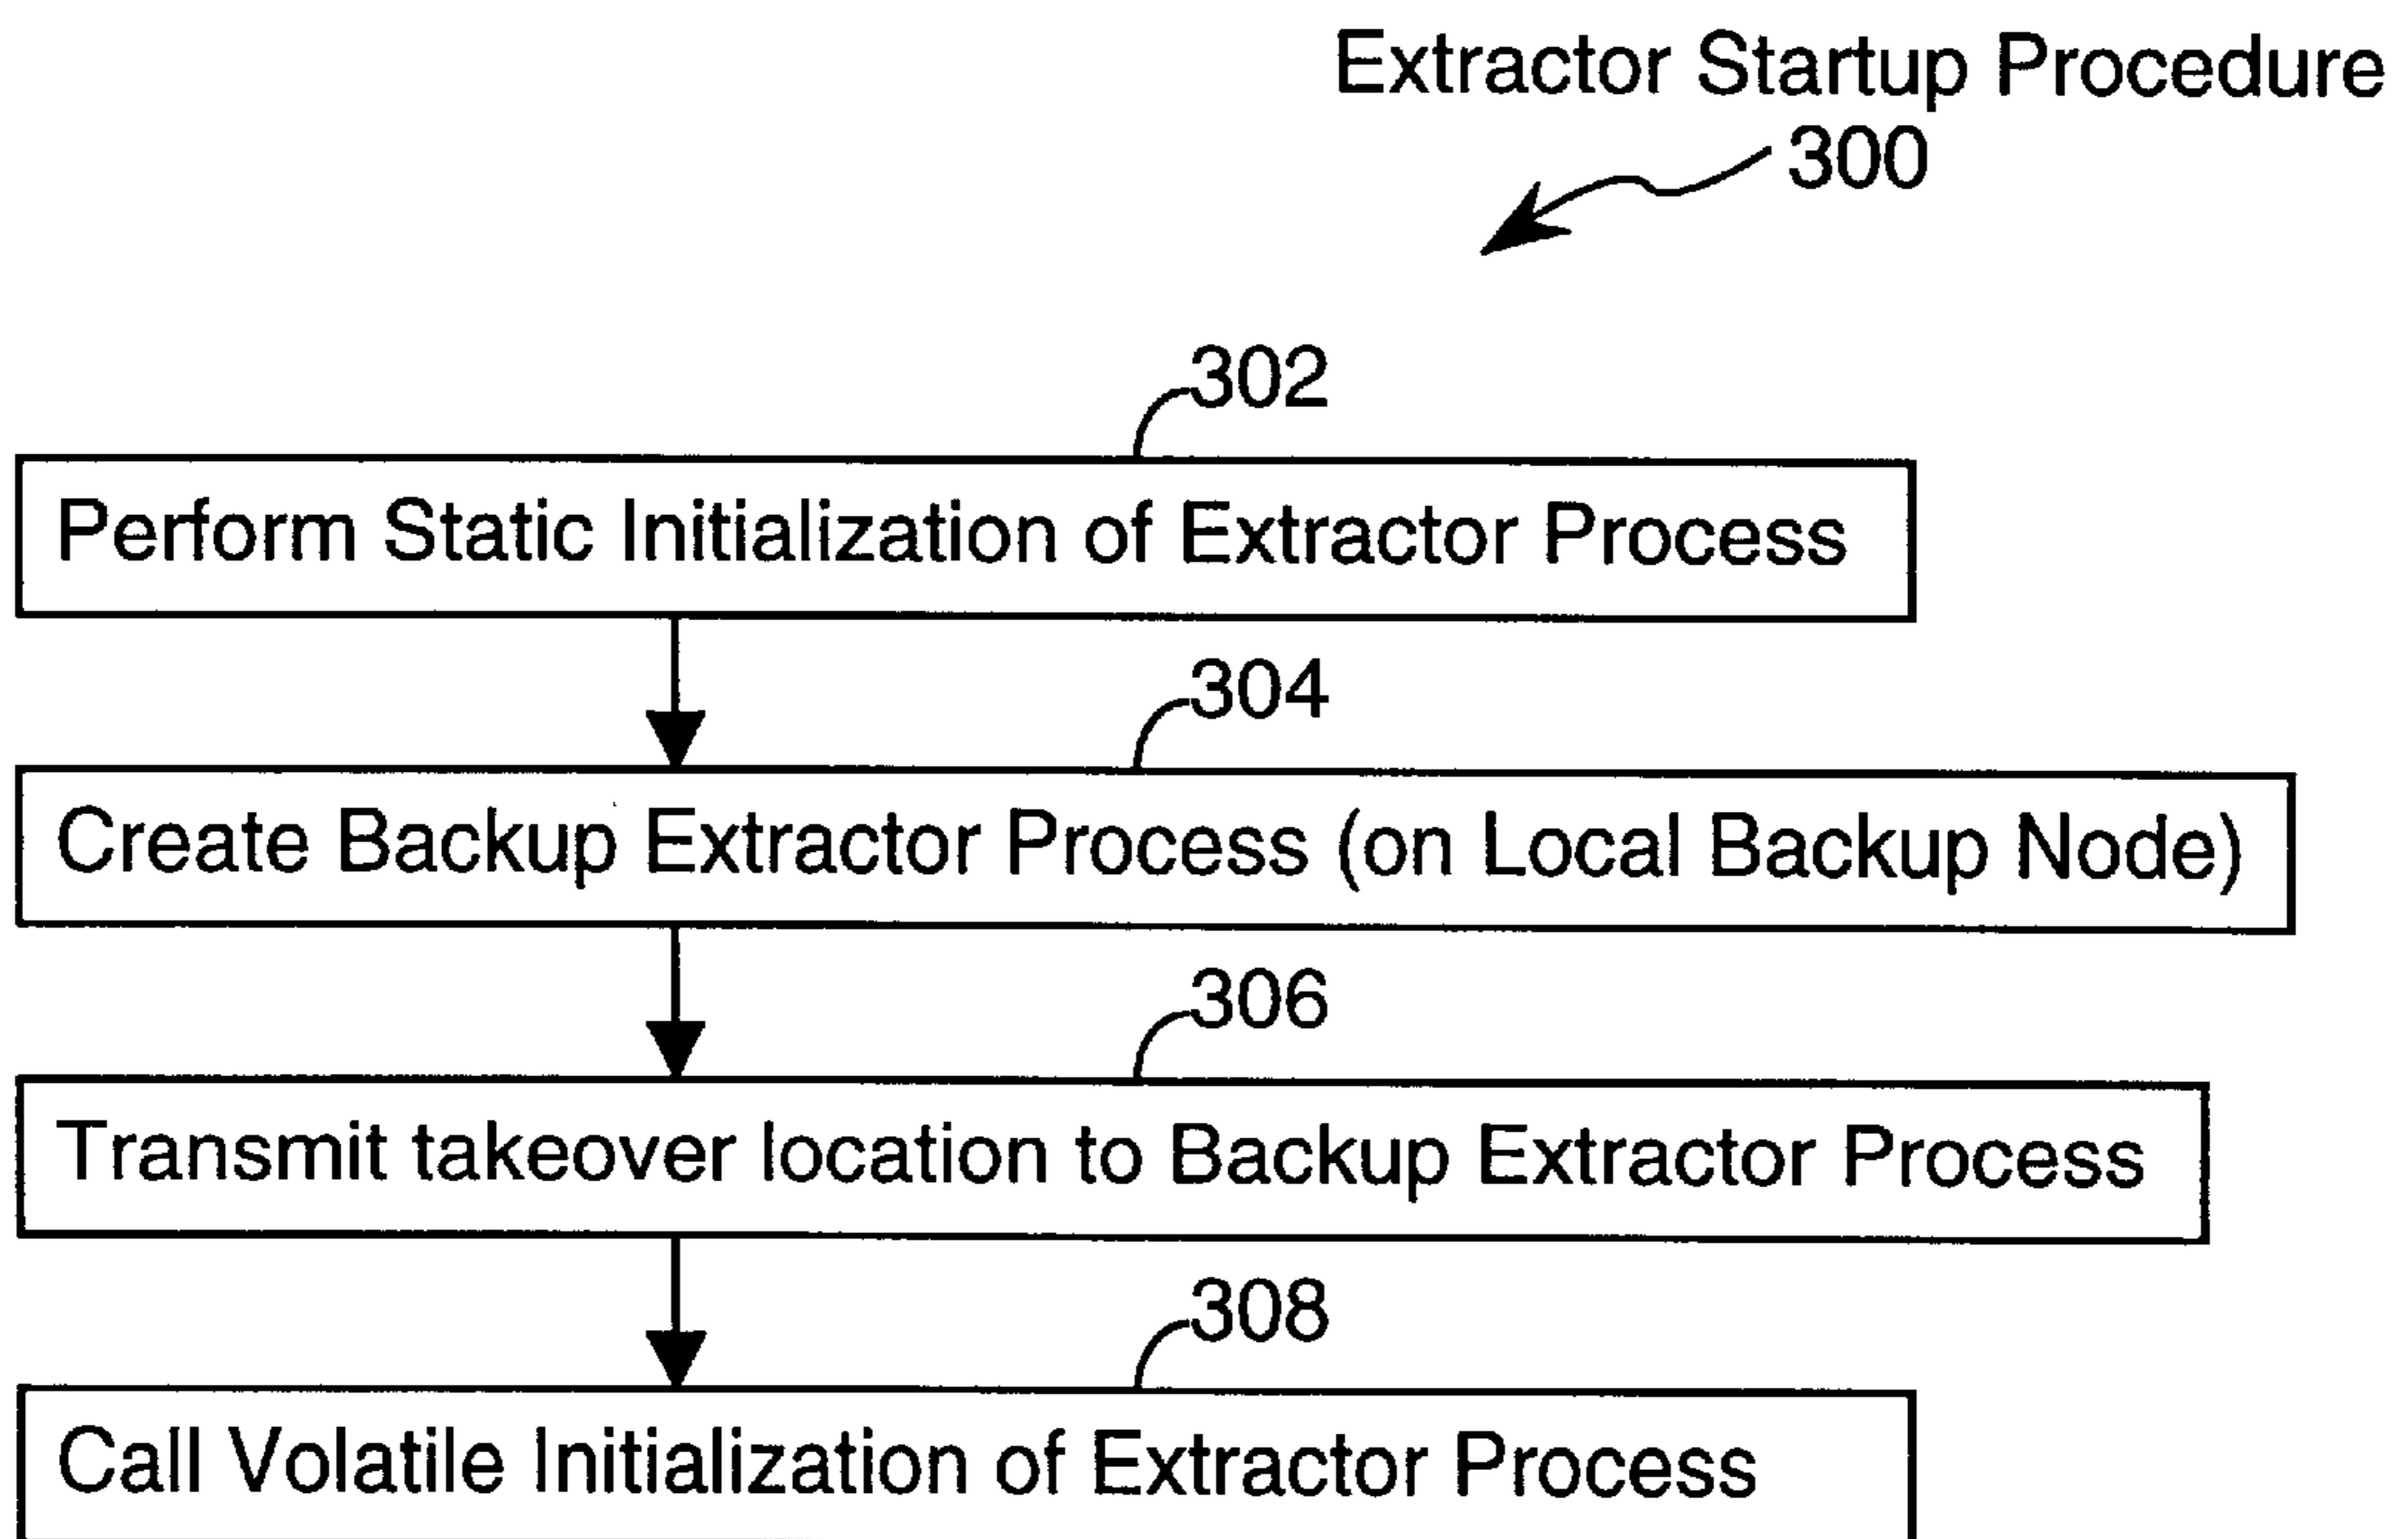 Extractor Startup Procedure
300
302
Perform Static Initialization of Extractor Process
304
Create Backup Extractor Process (on Local Backup Node)
306
Transmit takeover location to Backup Extractor Process
308
Call Volatile Initialization of Extractor Process